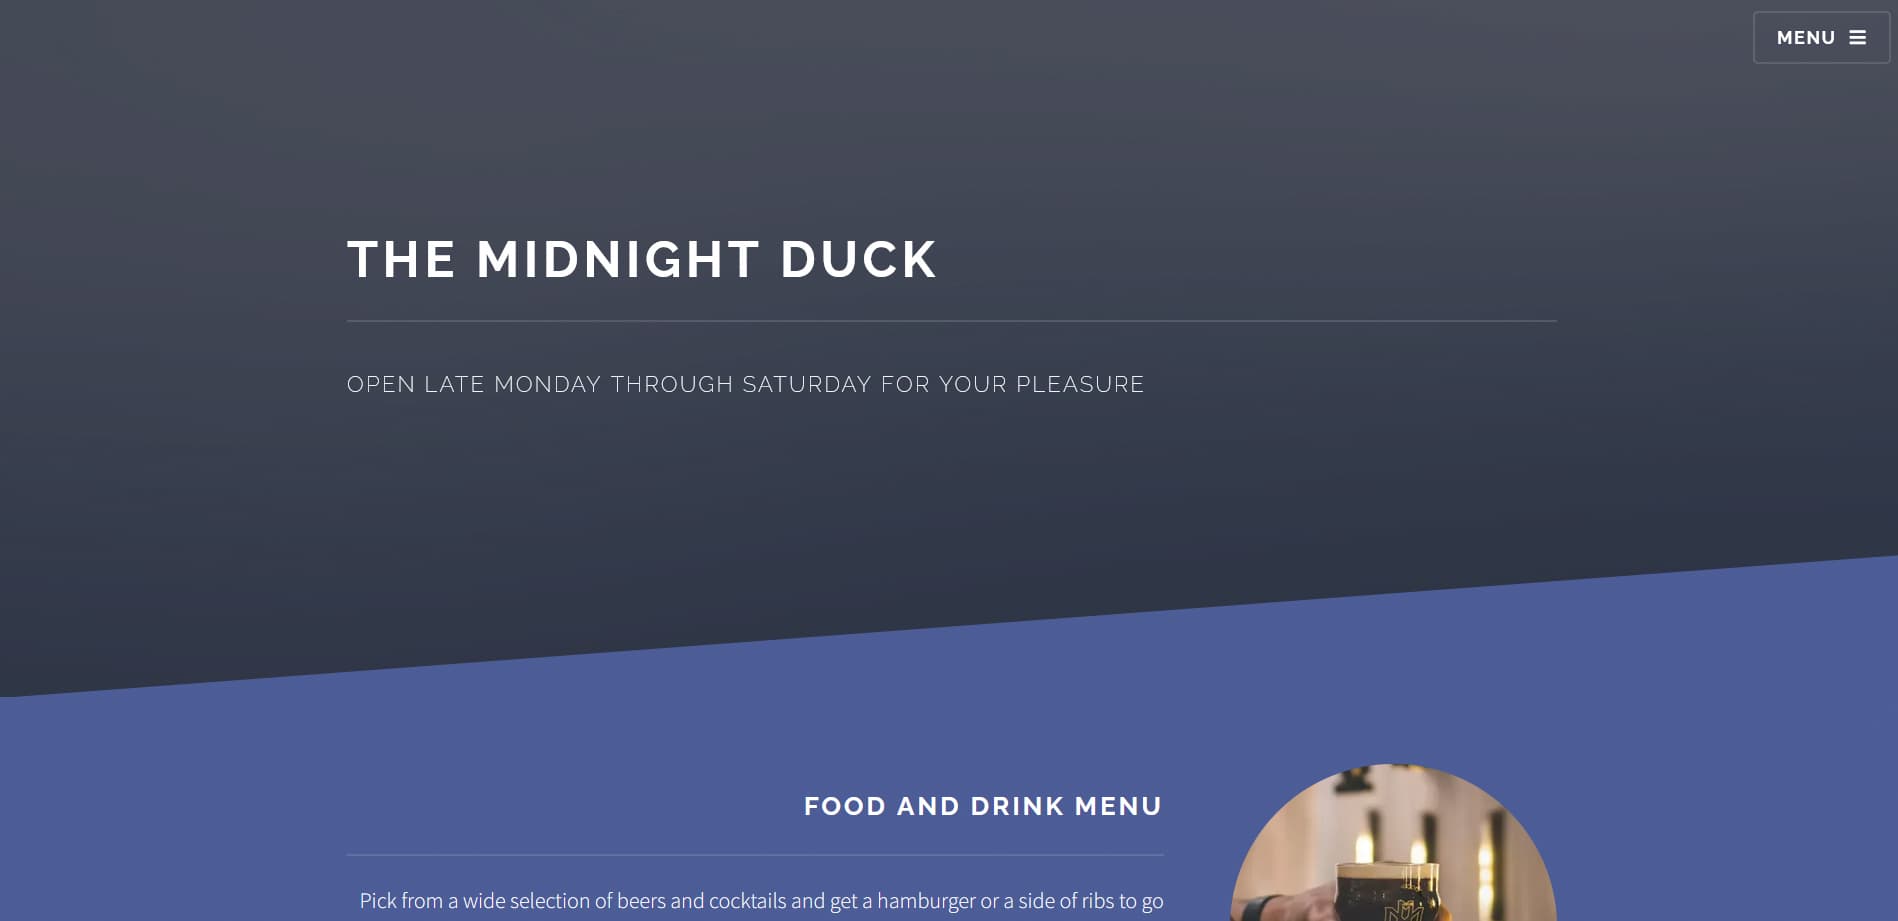 MENU
THE MIDNIGHT DUCK
OPEN LATE MONDAY THROUGH SATURDAY FOR YOUR PLEASURE
FOOD AND DRINK MENU
Pick from a wide selection of beers and cocktails and get a hamburger or a side of ribs to go